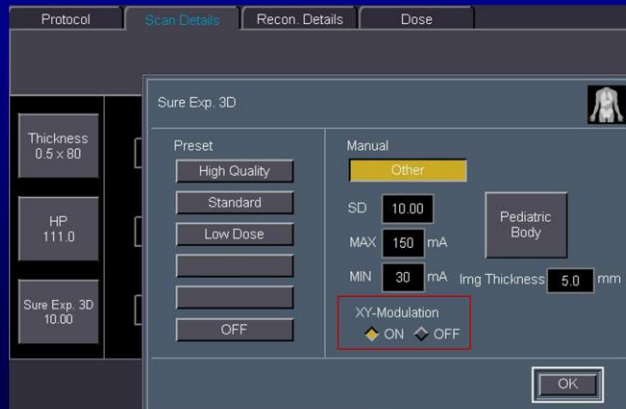 Protocol
Scan Details
Recon. Details
Dose
Sure Exp. 3D
Thickness
0.5 x 80
HP
111.0
Sure Exp. 3D
10.00
Preset
High Quality
Standard
Low Dose
OFF
Manual
Other
SD 10.00
MAX 150 mA
MIN 30 mA
Pediatric
Body
Img Thickness 5.0 mm
XY-Modulation
ON OFF
OK